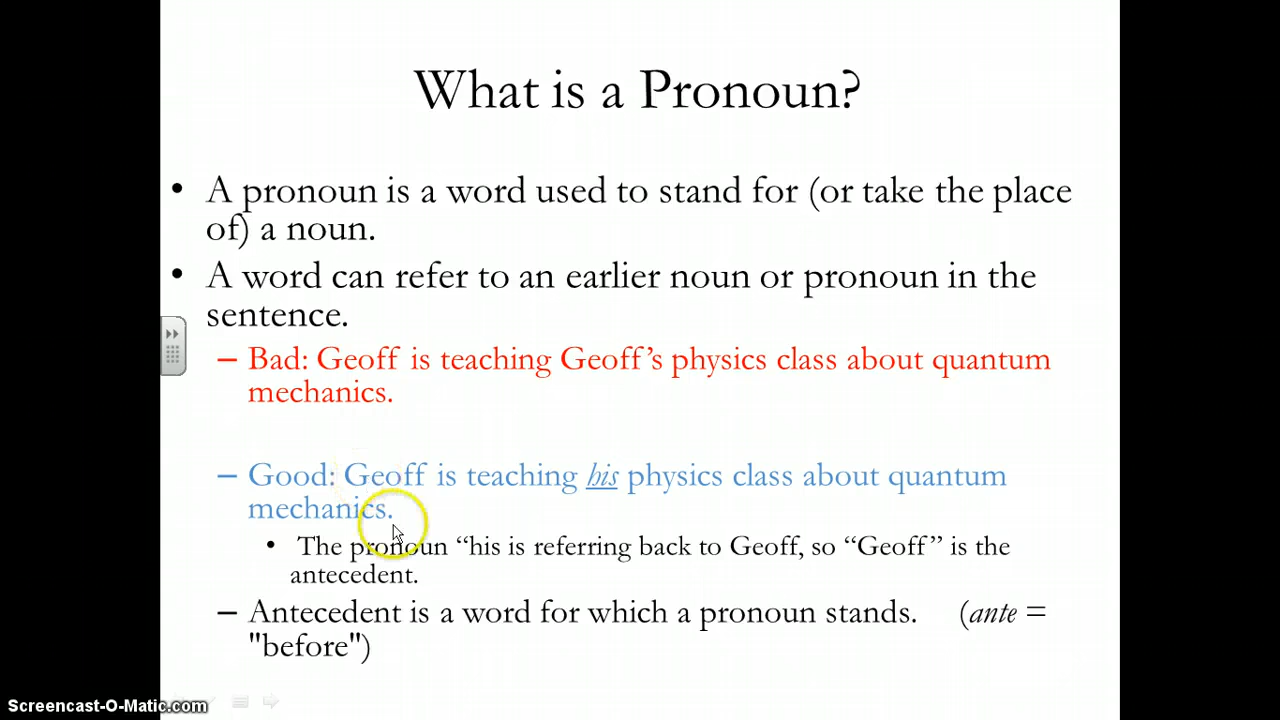 What is a Pronoun?
• A pronoun is a word used to stand for (or take the place
of) a noun.
• A word can refer to an earlier noun or pronoun in the
sentence.
– Bad: Geoff is teaching Geoff's physics class about quantum
mechanics.
– Good: Geoff is teaching his physics class about quantum
mechanics.
• The pronoun “his is referring back to Geoff, so “Geoff” is the
antecedent.
– Antecedent is a word for which a pronoun stands. (ante =
"before")
Screencast-O-Matic.com